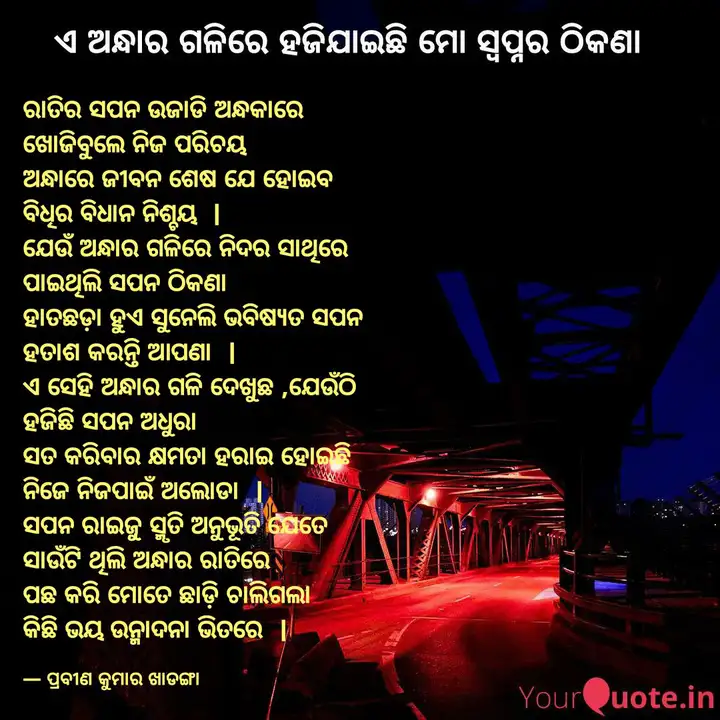 ଏ ଅନ୍ଧାର ଗଳିରେ ହଜିଯାଇଛି ମୋ ସ୍ୱପ୍ନର ଠିକଣା
ରାତିର ସପନ ଉଜାଡି ଅନ୍ଧକାରେ
ଖୋଜିବୁଲେ ନିଜ ପରିଚୟ
ଅନ୍ଧାରେ ଜୀବନ ଶେଷ ଯେ ହୋଇବ
ବିଧିର ବିଧାନ ନିଶ୍ଚୟ |
ଯେଉଁ ଅନ୍ଧାର ଗଳିରେ ନିଦର ସାଥିରେ
ପାଇଥିଲି ସପନ ଠିକଣା
ହାତଛଡ଼ା ହୁଏ ସୁନେଲି ଭବିଷ୍ୟତ ସପନ
ହତାଶ କରନ୍ତି ଆପଣା |
ଏ ସେହି ଅନ୍ଧାର ଗଳି ଦେଖୁଛ ,ଯେଉଁଠି
ହଜିଛି ସପନ ଅଧୁରା
ସତ କରିବାର କ୍ଷମତା ହରାଇ ହୋଇଛି
ନିଜେ ନିଜପାଇଁ ଅଲୋଡା |
ସପନ ରାଇଜୁ ସ୍ମୃତି ଅନୁଭୂତି ଯେତେ
ସାଉଁଟି ଥିଲି ଅନ୍ଧାର ରାତିରେ
ପଛ କରି ମୋତେ ଛାଡ଼ି ଚାଲିଗଲା
କିଛି ଭୟ ଉନ୍ମାଦନା ଭିତରେ |
— ପ୍ରବୀଣ କୁମାର ଖାଡଙ୍ଗା
YourQuote.in